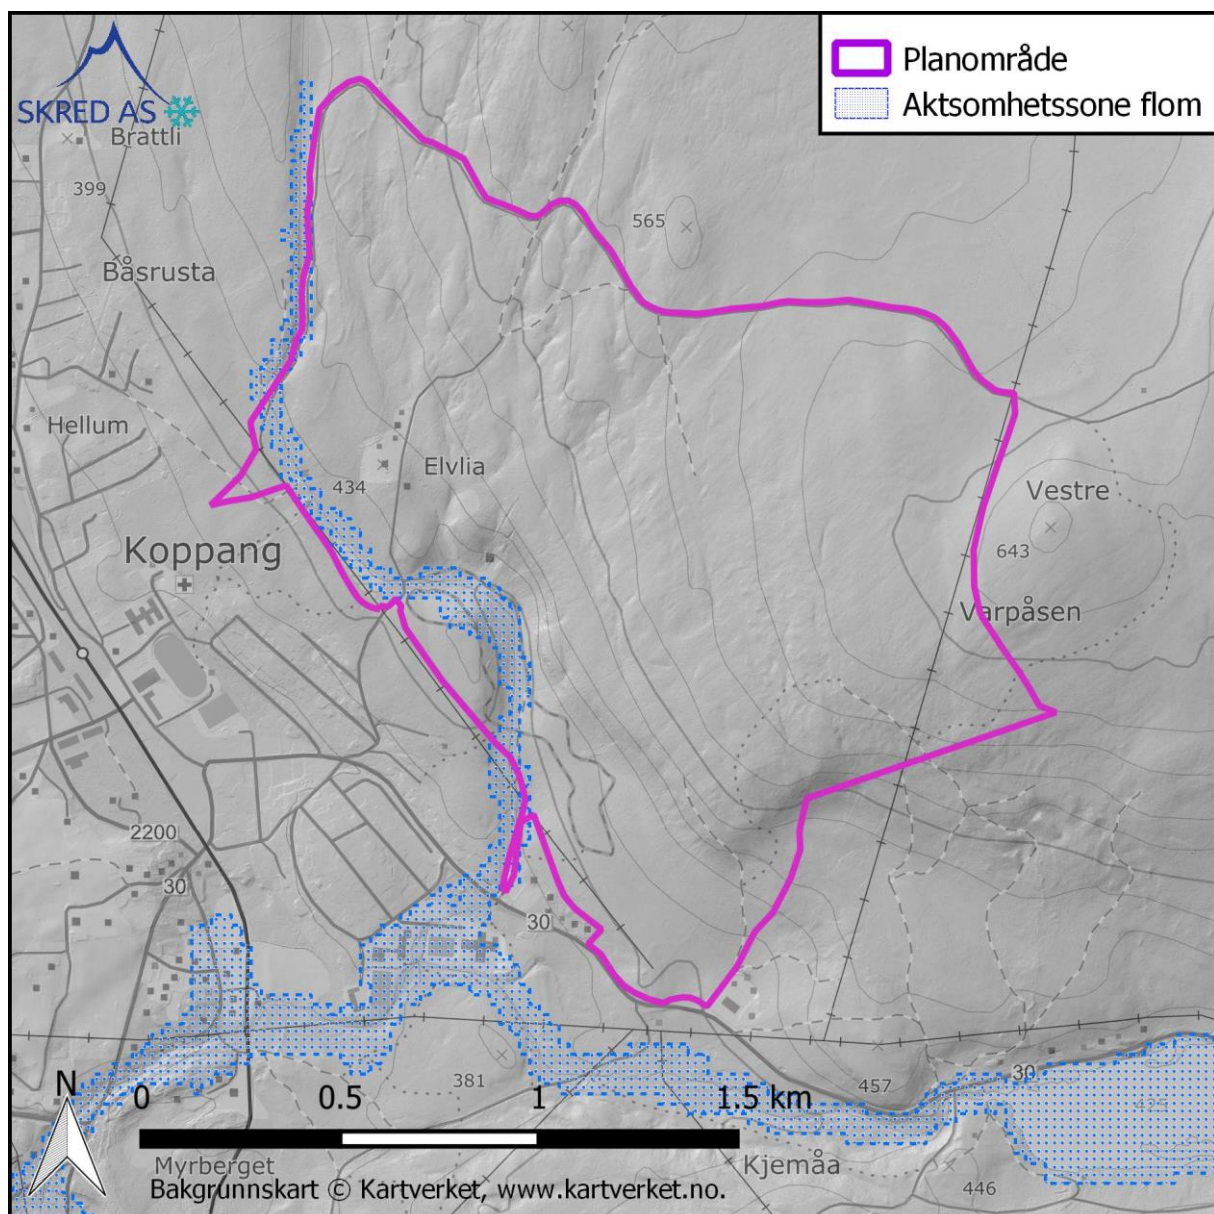 Planområde
Aktsomhetssone flom
SKRED AS
Brattli
399
565
Båsrusta
Hellum
Elvlia
434
Vestre
643
Koppang
Varpåsen
2200
30
30
30
381
457
446
N
0
0.5
1
1.5 km
Myrberget
Kjemåa
Bakgrunnskart © Kartverket, www.kartverket.no.